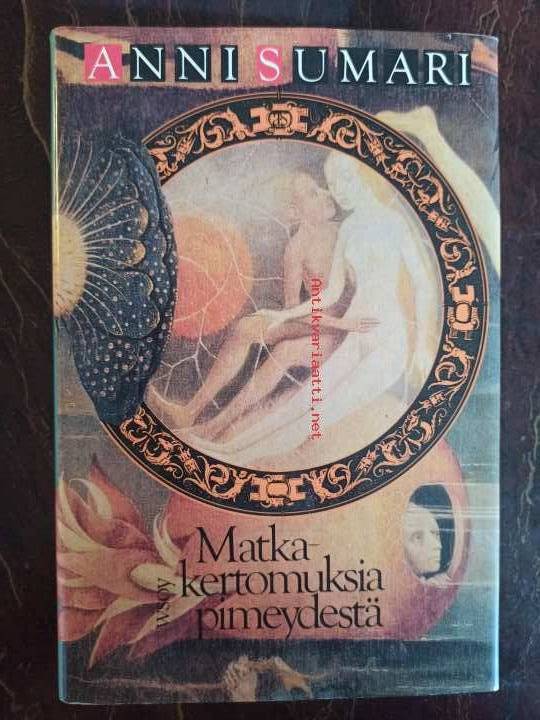 ANNI SUMARI
Antikvariaatti.net
Matka-
kertomuksia
pimeydestä
wsoy